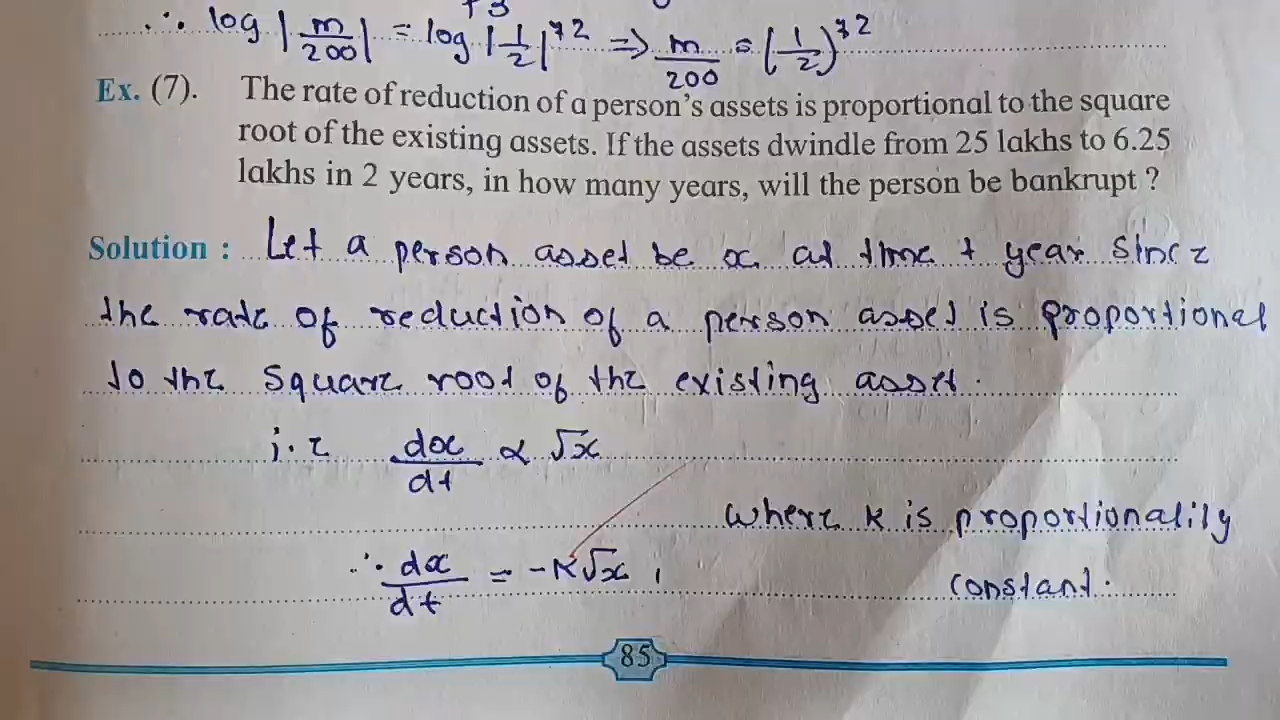 ∴ log |m/200| = log |1/2|^72 ⇒ m/200 = (1/2)^72
Ex. (7). The rate of reduction of a person's assets is proportional to the square
root of the existing assets. If the assets dwindle from 25 lakhs to 6.25
lakhs in 2 years, in how many years, will the person be bankrupt ?
Solution : Let a person asset be x at time t year since
the rate of reduction of a person asset is proportional
to the square root of the existing asset.
i.e dx/dt ∝ √x
where k is proportionality
∴ dx/dt = -K√x ,
constant.
85